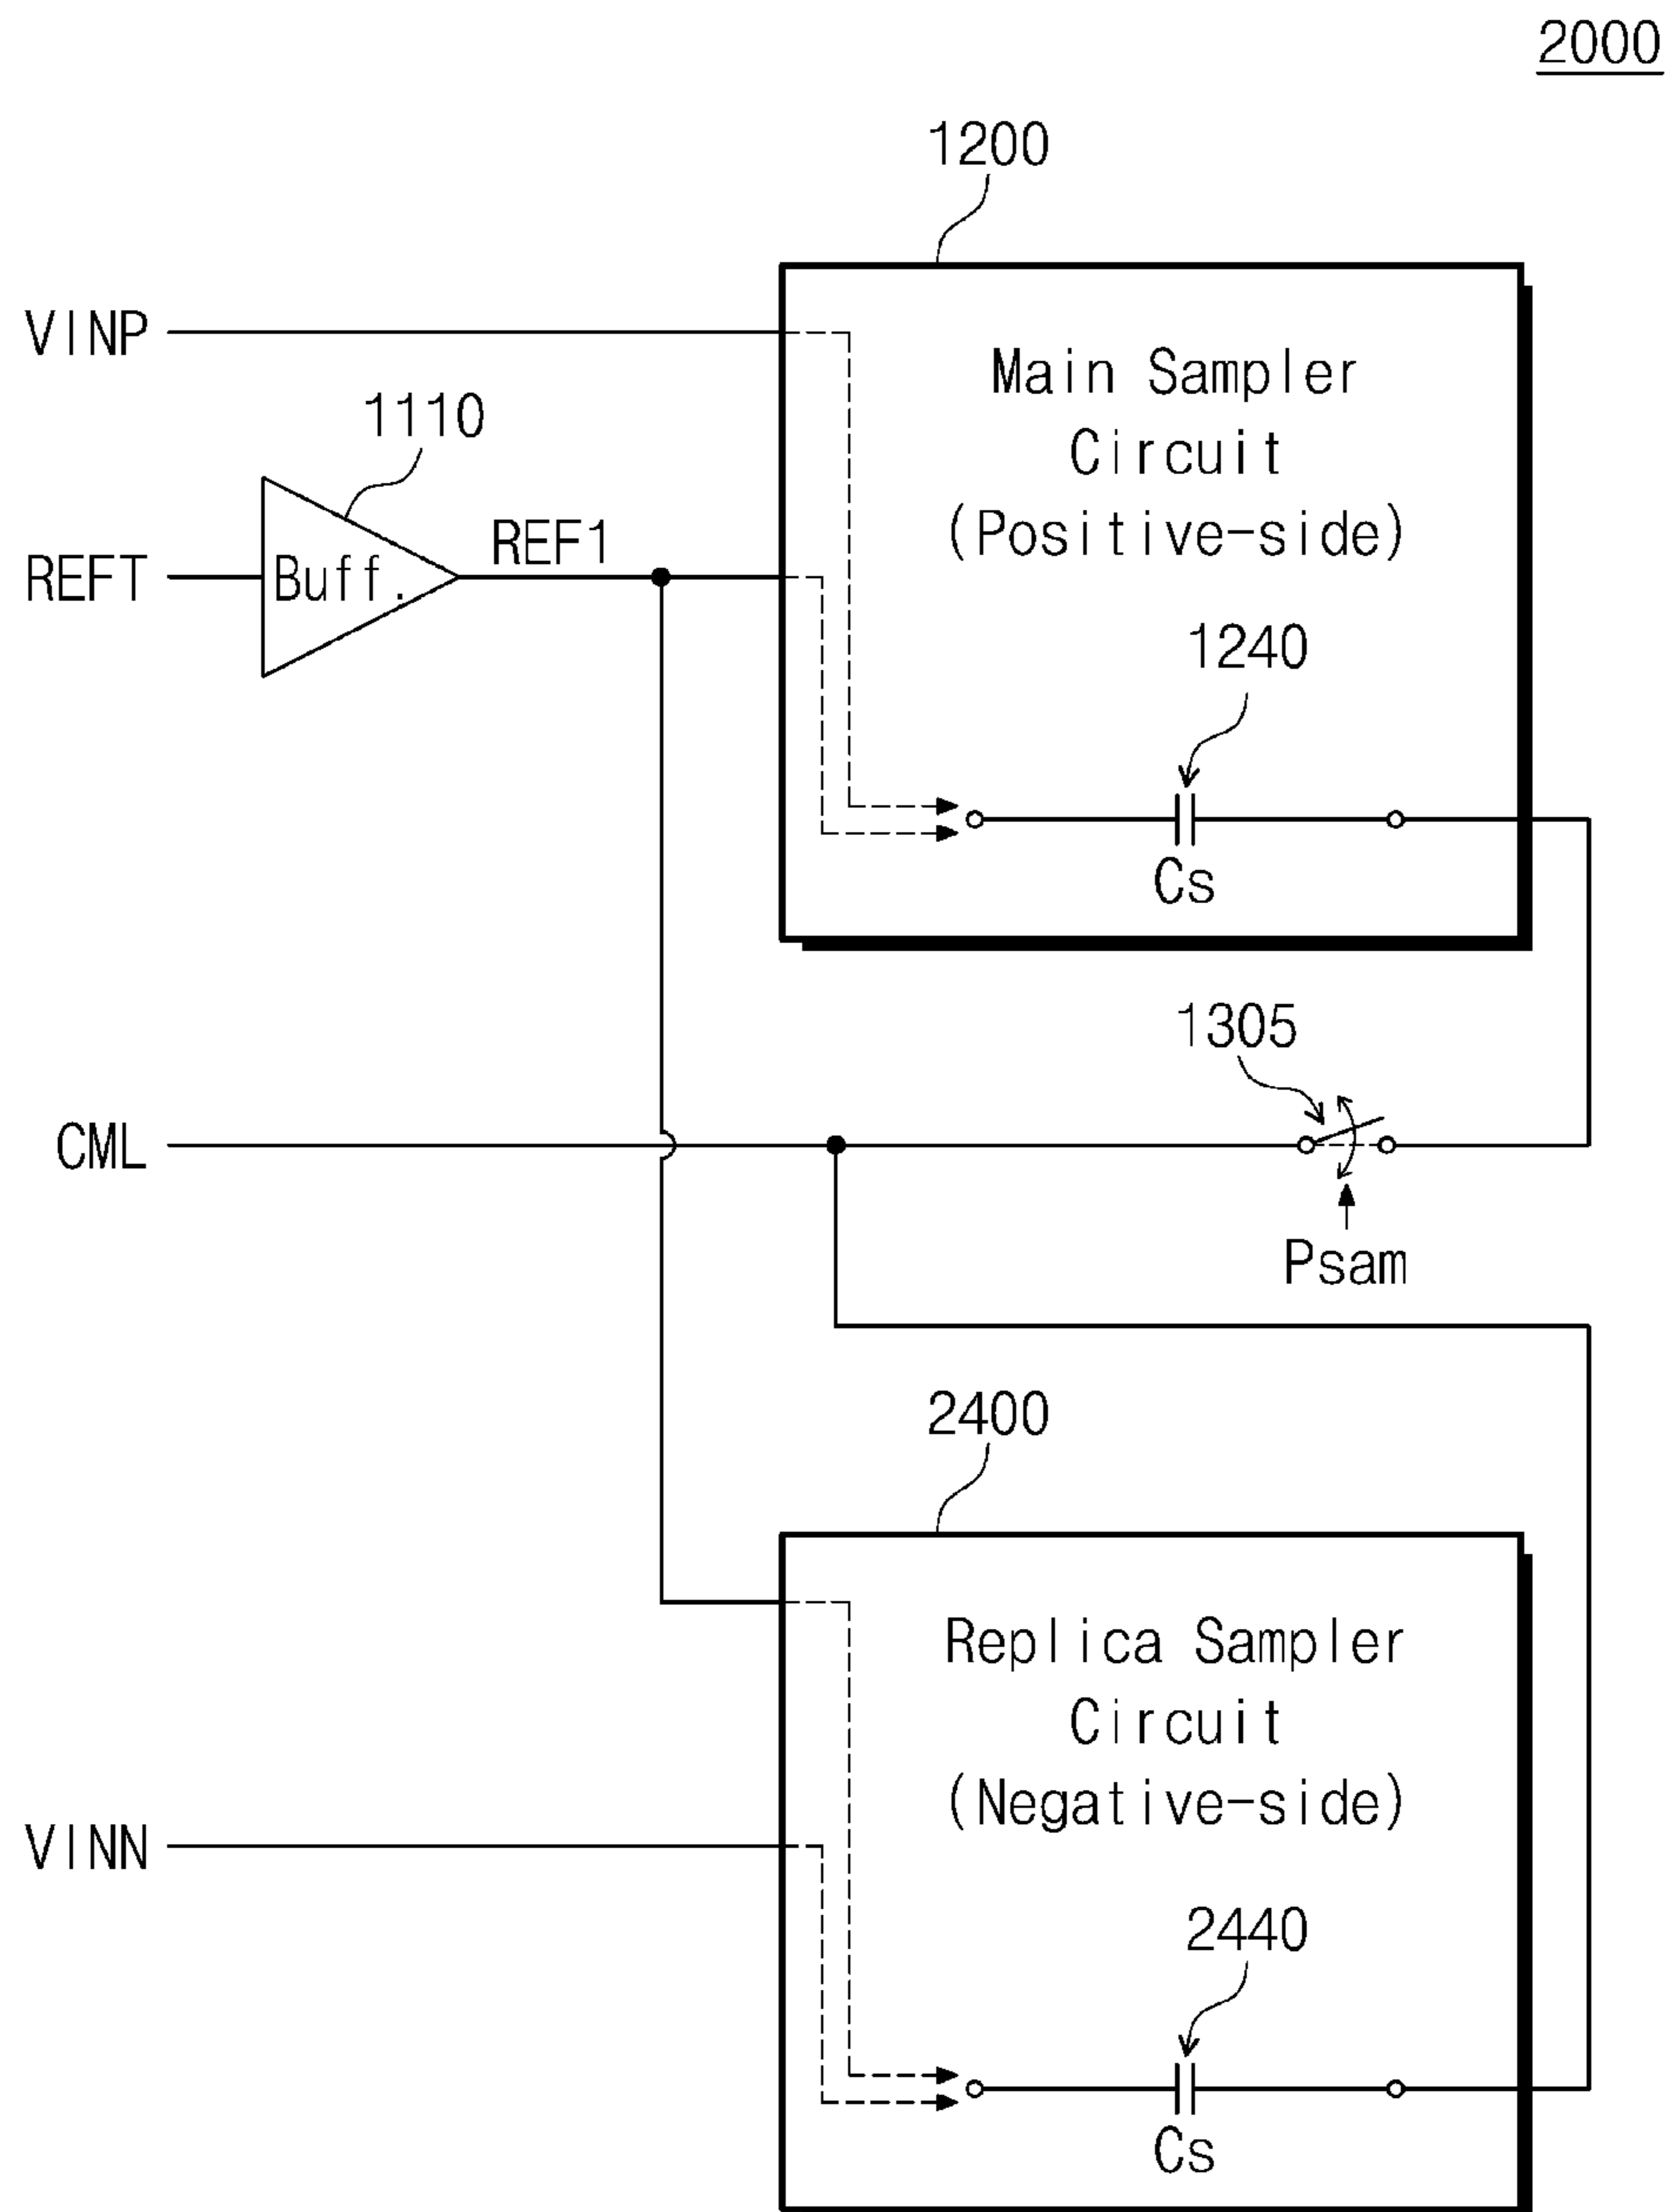 2000
1200
VINP
Main Sampler
Circuit
(Positive-side)
1110
REFT
Buff.
REF1
1240
Cs
1305
CML
Psam
2400
Replica Sampler
Circuit
(Negative-side)
VINN
2440
Cs